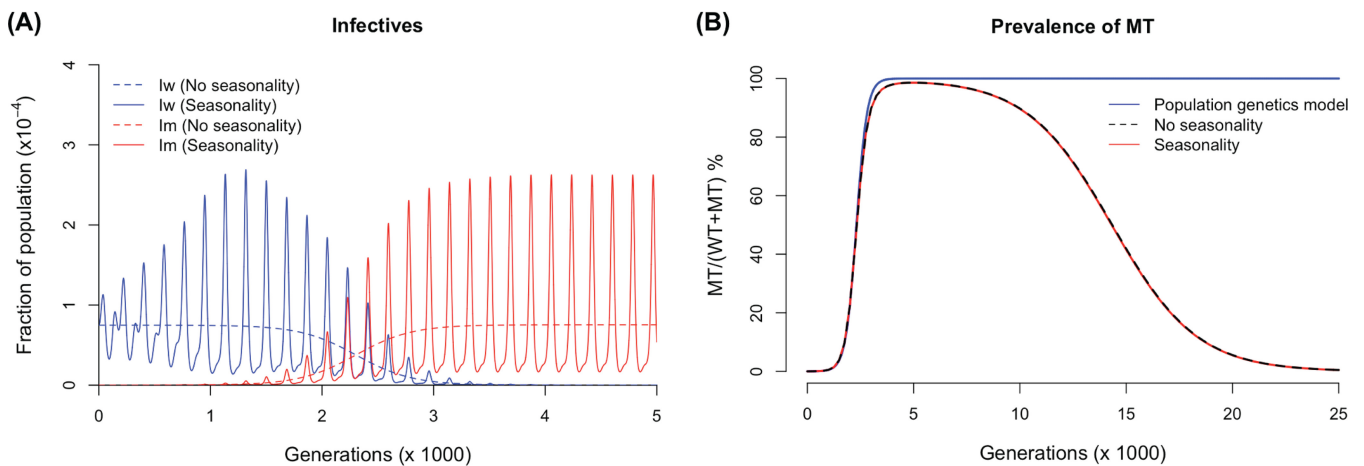 (A)
Infectives
Fraction of population (x10⁻⁴)
4
3
2
1
0
Iw (No seasonality)
Iw (Seasonality)
Im (No seasonality)
Im (Seasonality)
0 1 2 3 4 5
Generations (x 1000)
(B)
Prevalence of MT
MT/(WT+MT) %
100
80
60
40
20
0
Population genetics model
No seasonality
Seasonality
0 5 10 15 20 25
Generations (x 1000)